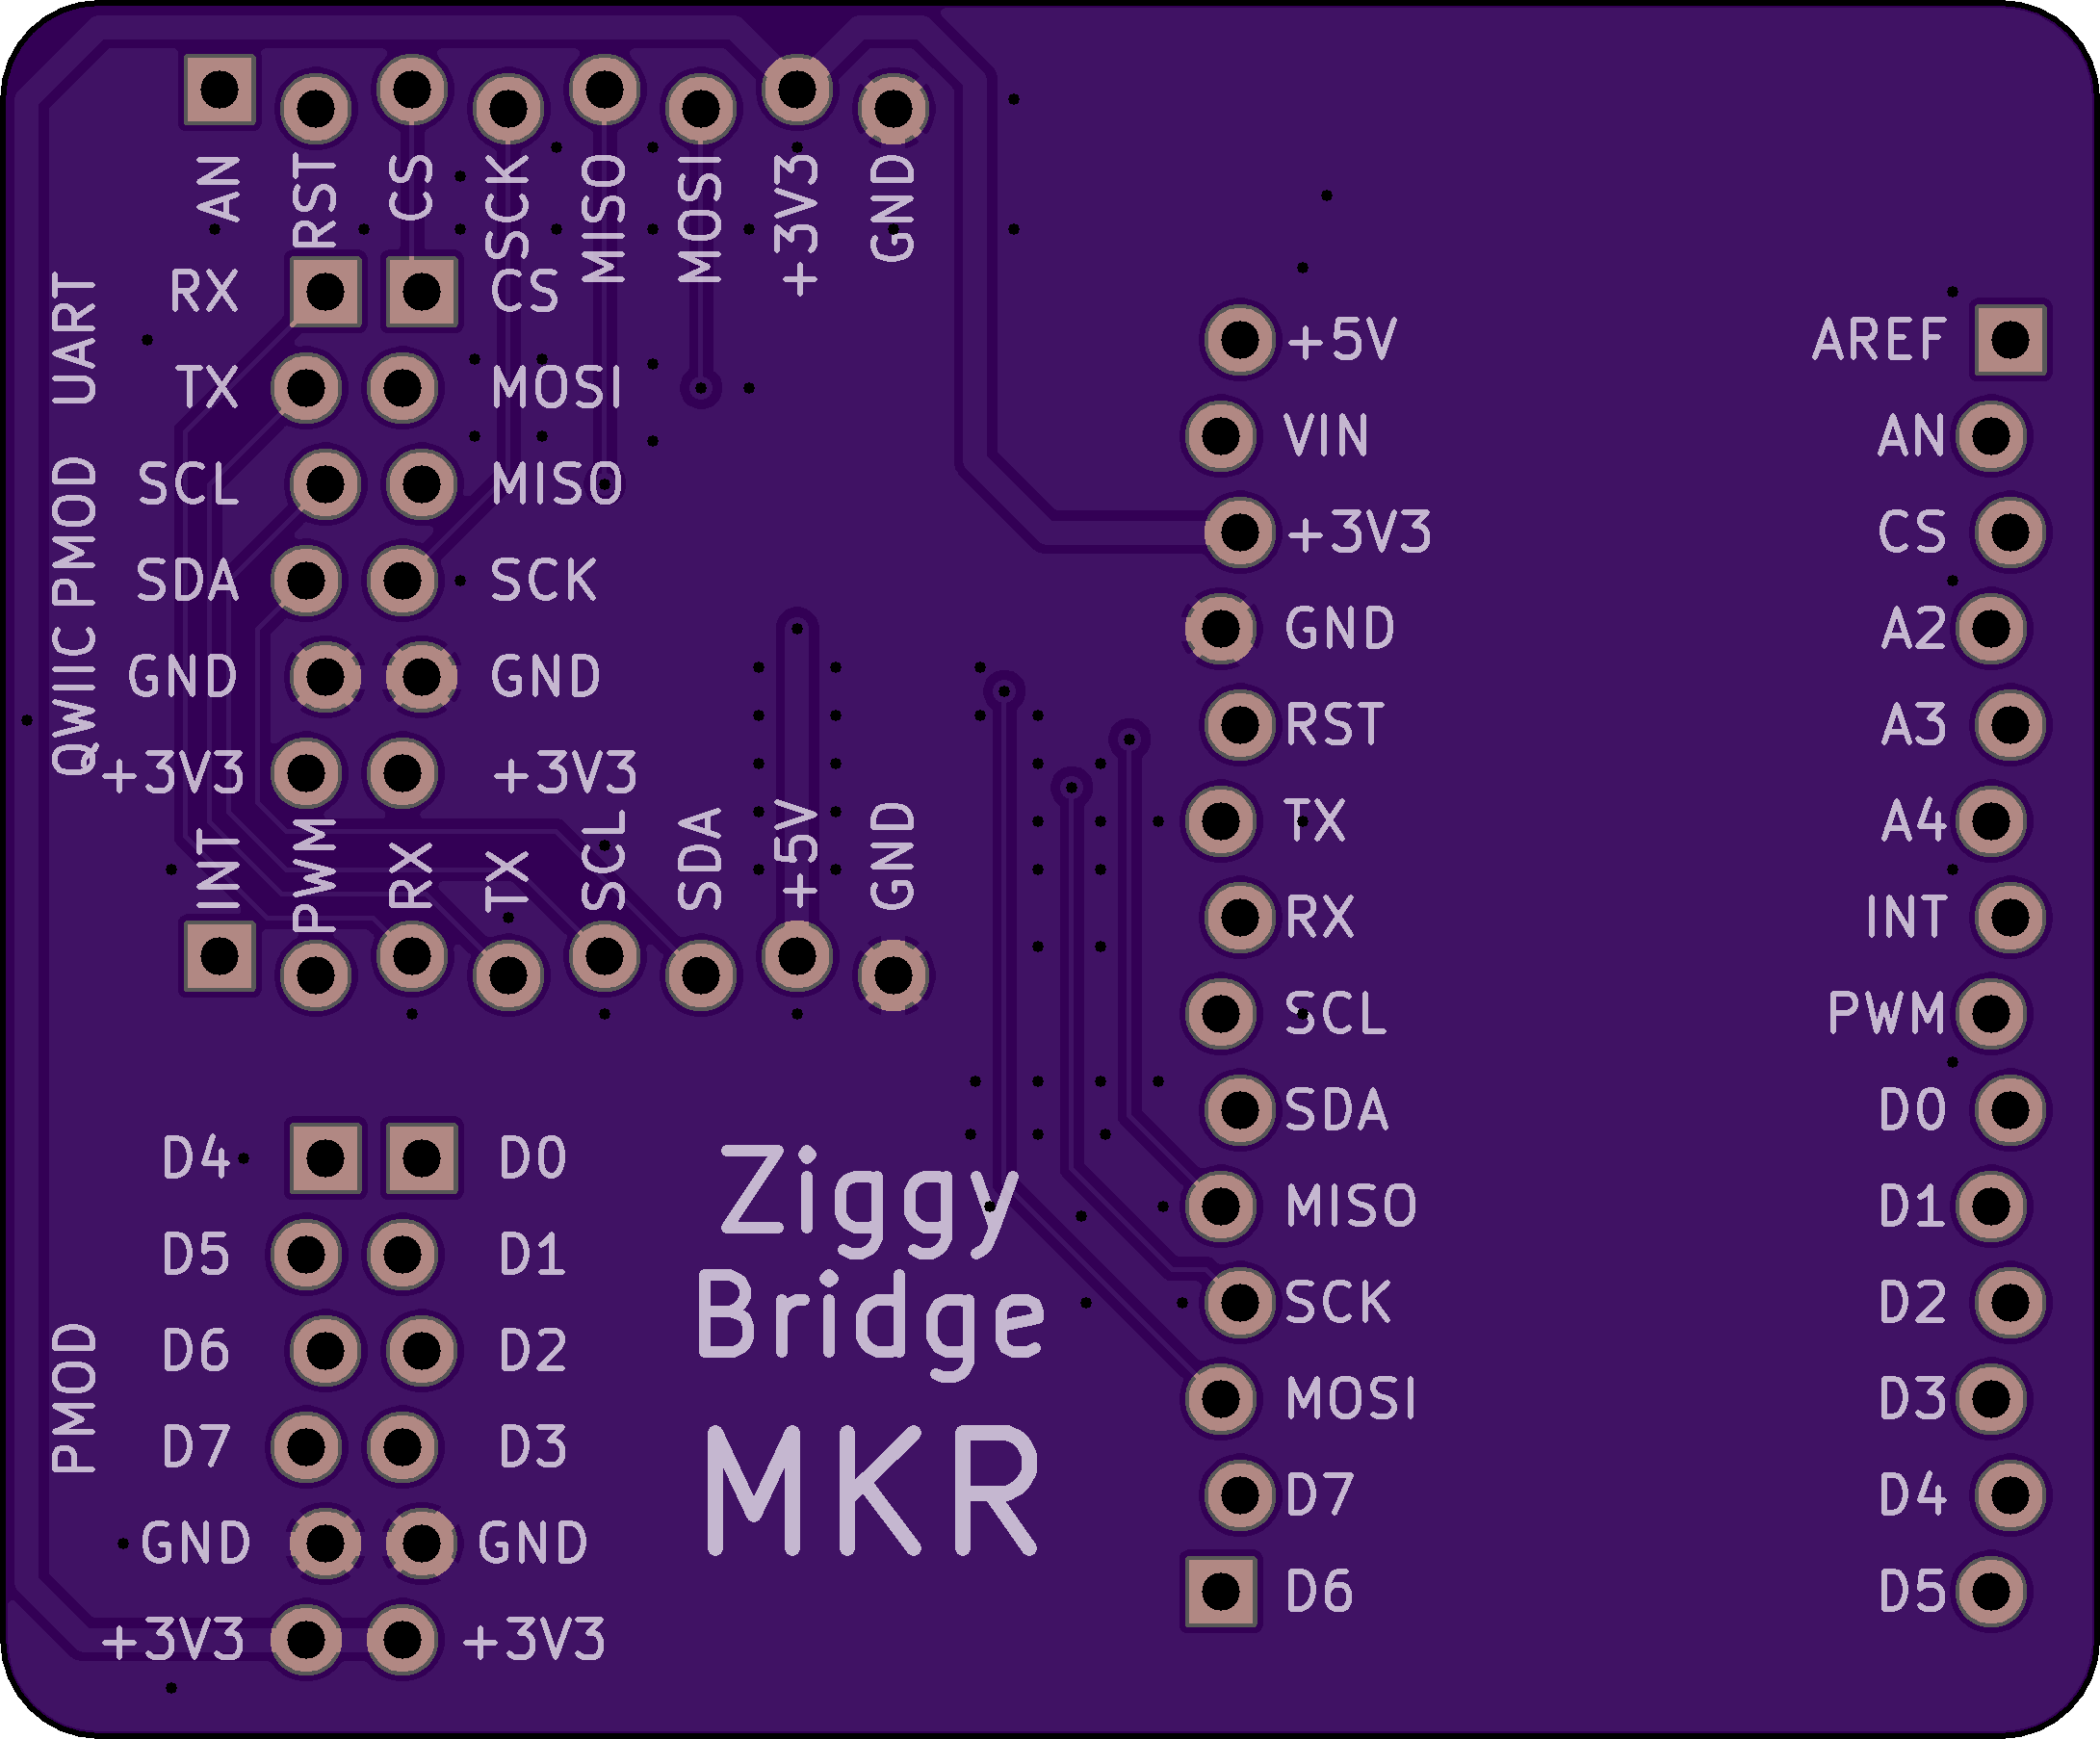 AN
RST
CS
SCK
MISO
MOSI
+3V3
GND
UART
QWIIC PMOD
RX
TX
SCL
SDA
GND
+3V3
CS
MOSI
MISO
SCK
GND
+3V3
INT
PWM
RX
TX
SCL
SDA
+5V
GND
PMOD
D4
D5
D6
D7
GND
+3V3
D0
D1
D2
D3
GND
+3V3
Ziggy
Bridge
MKR
+5V
VIN
+3V3
GND
RST
TX
RX
SCL
SDA
MISO
SCK
MOSI
D7
D6
AREF
AN
CS
A2
A3
A4
INT
PWM
D0
D1
D2
D3
D4
D5